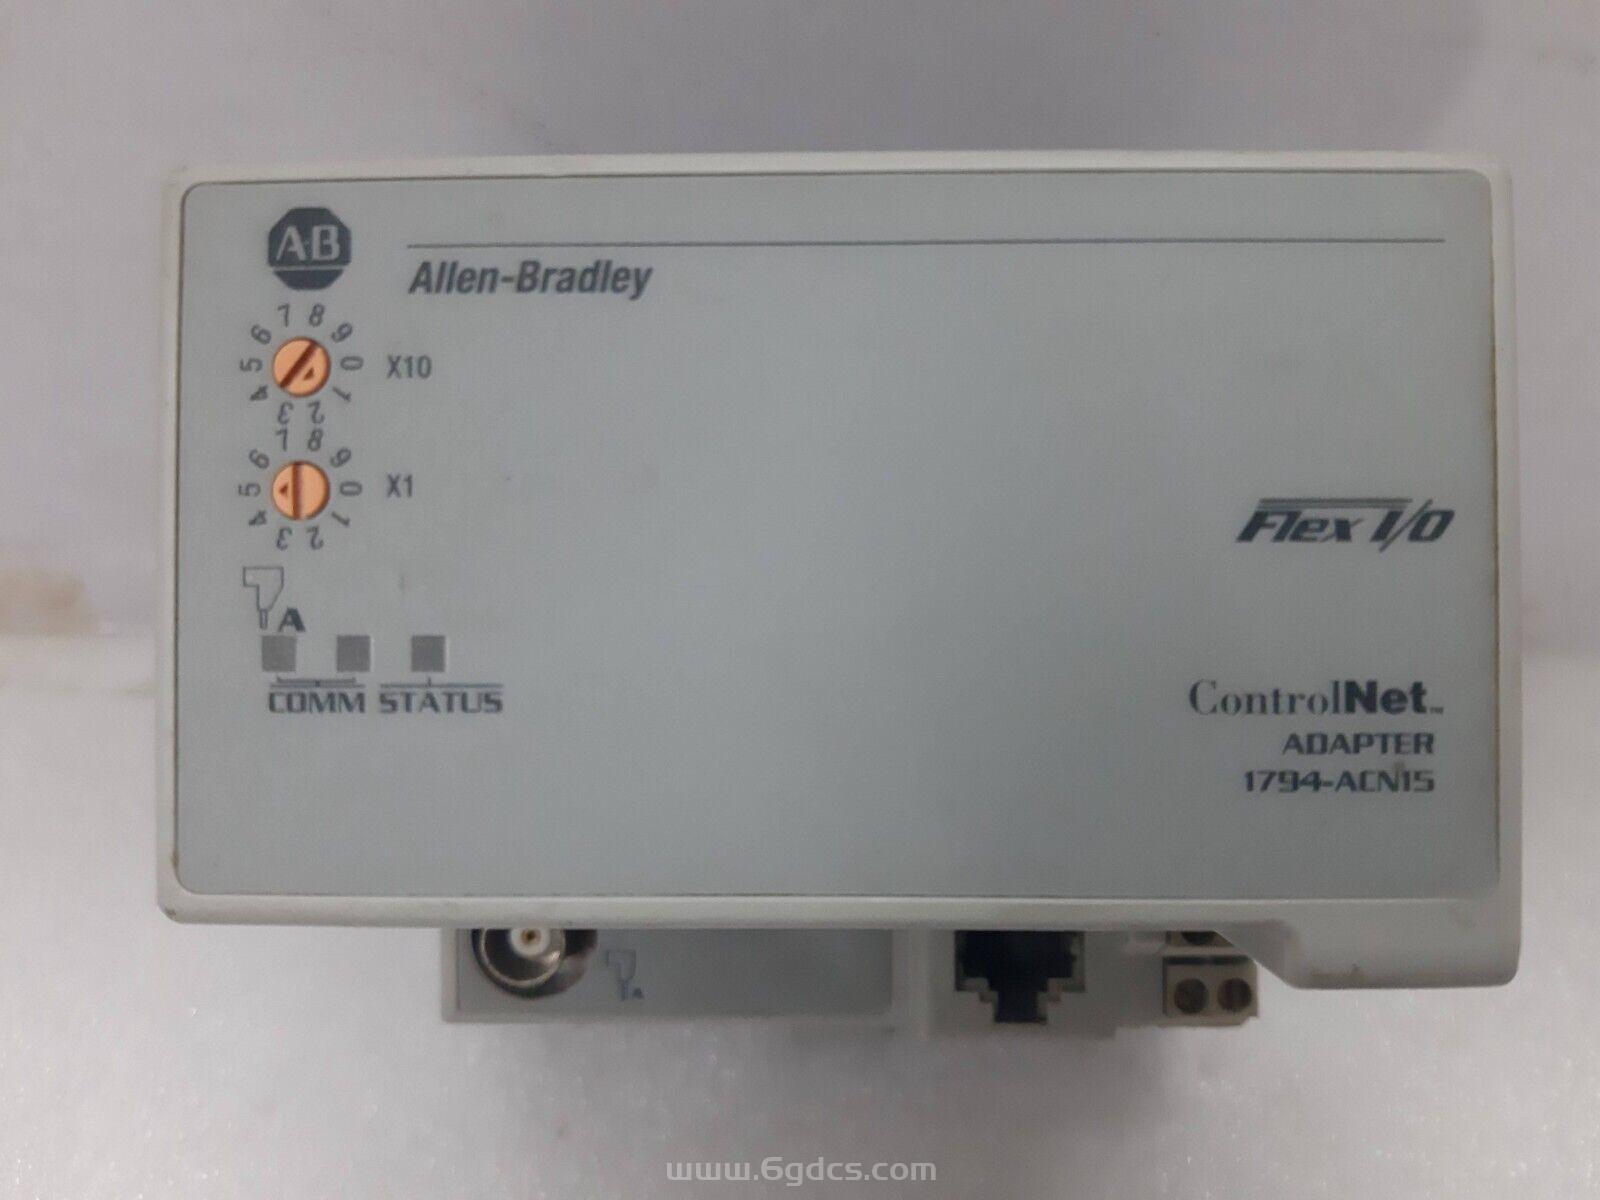 AB
Allen-Bradley
7 8 9 0 1 2 3 4 5 6
X10
7 8 9 0 1 2 3 4 5 6
X1
A
COMM STATUS
Flex I/O
ControlNet™
ADAPTER
1794-ACN15
A
www.6gdcs.com